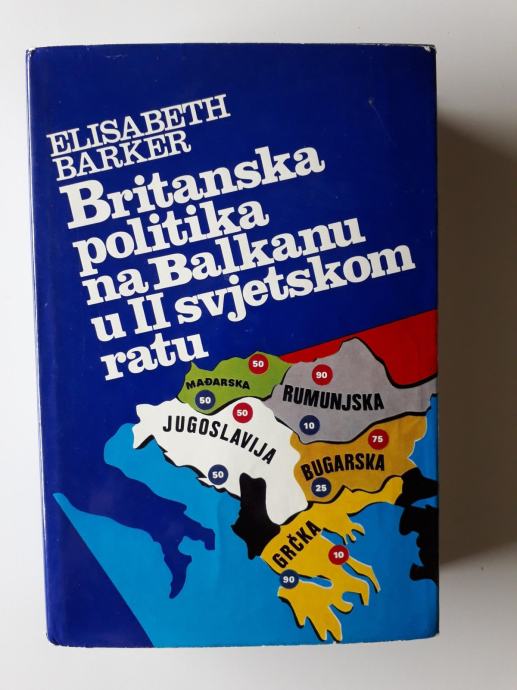 ELISABETH
BARKER
Britanska
politika
na Balkanu
u II svjetskom
ratu
50
MAĐARSKA
50
90
RUMUNJSKA
10
50
JUGOSLAVIJA
50
75
BUGARSKA
25
GRČKA
10
90